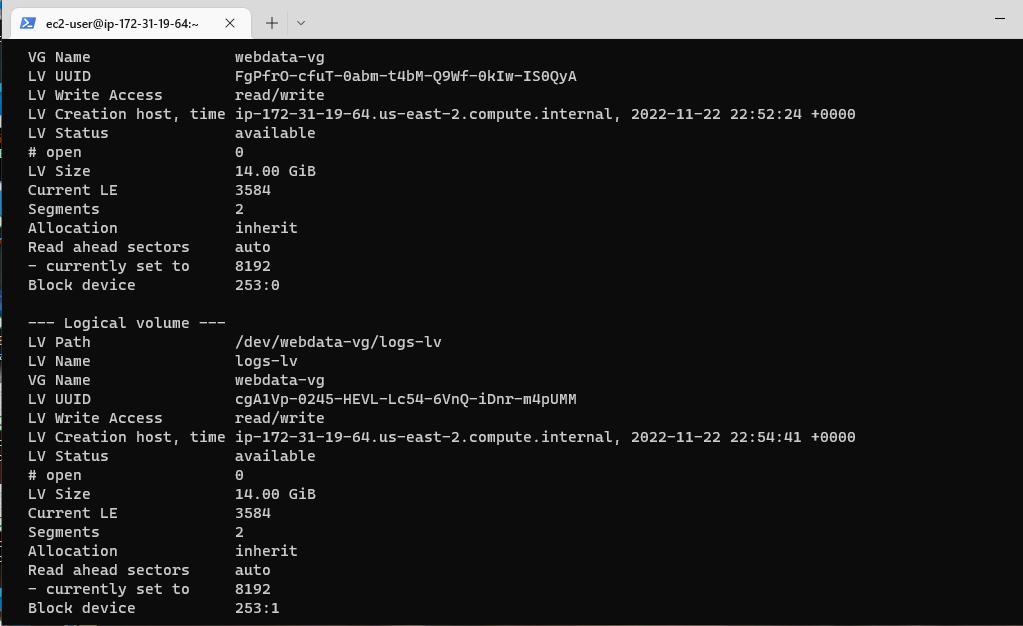 ec2-user@ip-172-31-19-64:~
VG Name                webdata-vg
LV UUID                FgPfrO-cfuT-0abm-t4bM-Q9Wf-0kIw-IS0QyA
LV Write Access        read/write
LV Creation host, time ip-172-31-19-64.us-east-2.compute.internal, 2022-11-22 22:52:24 +0000
LV Status              available
# open                 0
LV Size                14.00 GiB
Current LE             3584
Segments               2
Allocation             inherit
Read ahead sectors     auto
- currently set to     8192
Block device           253:0
--- Logical volume ---
LV Path                /dev/webdata-vg/logs-lv
LV Name                logs-lv
VG Name                webdata-vg
LV UUID                cgA1Vp-0245-HEVL-Lc54-6VnQ-iDnr-m4pUMM
LV Write Access        read/write
LV Creation host, time ip-172-31-19-64.us-east-2.compute.internal, 2022-11-22 22:54:41 +0000
LV Status              available
# open                 0
LV Size                14.00 GiB
Current LE             3584
Segments               2
Allocation             inherit
Read ahead sectors     auto
- currently set to     8192
Block device           253:1